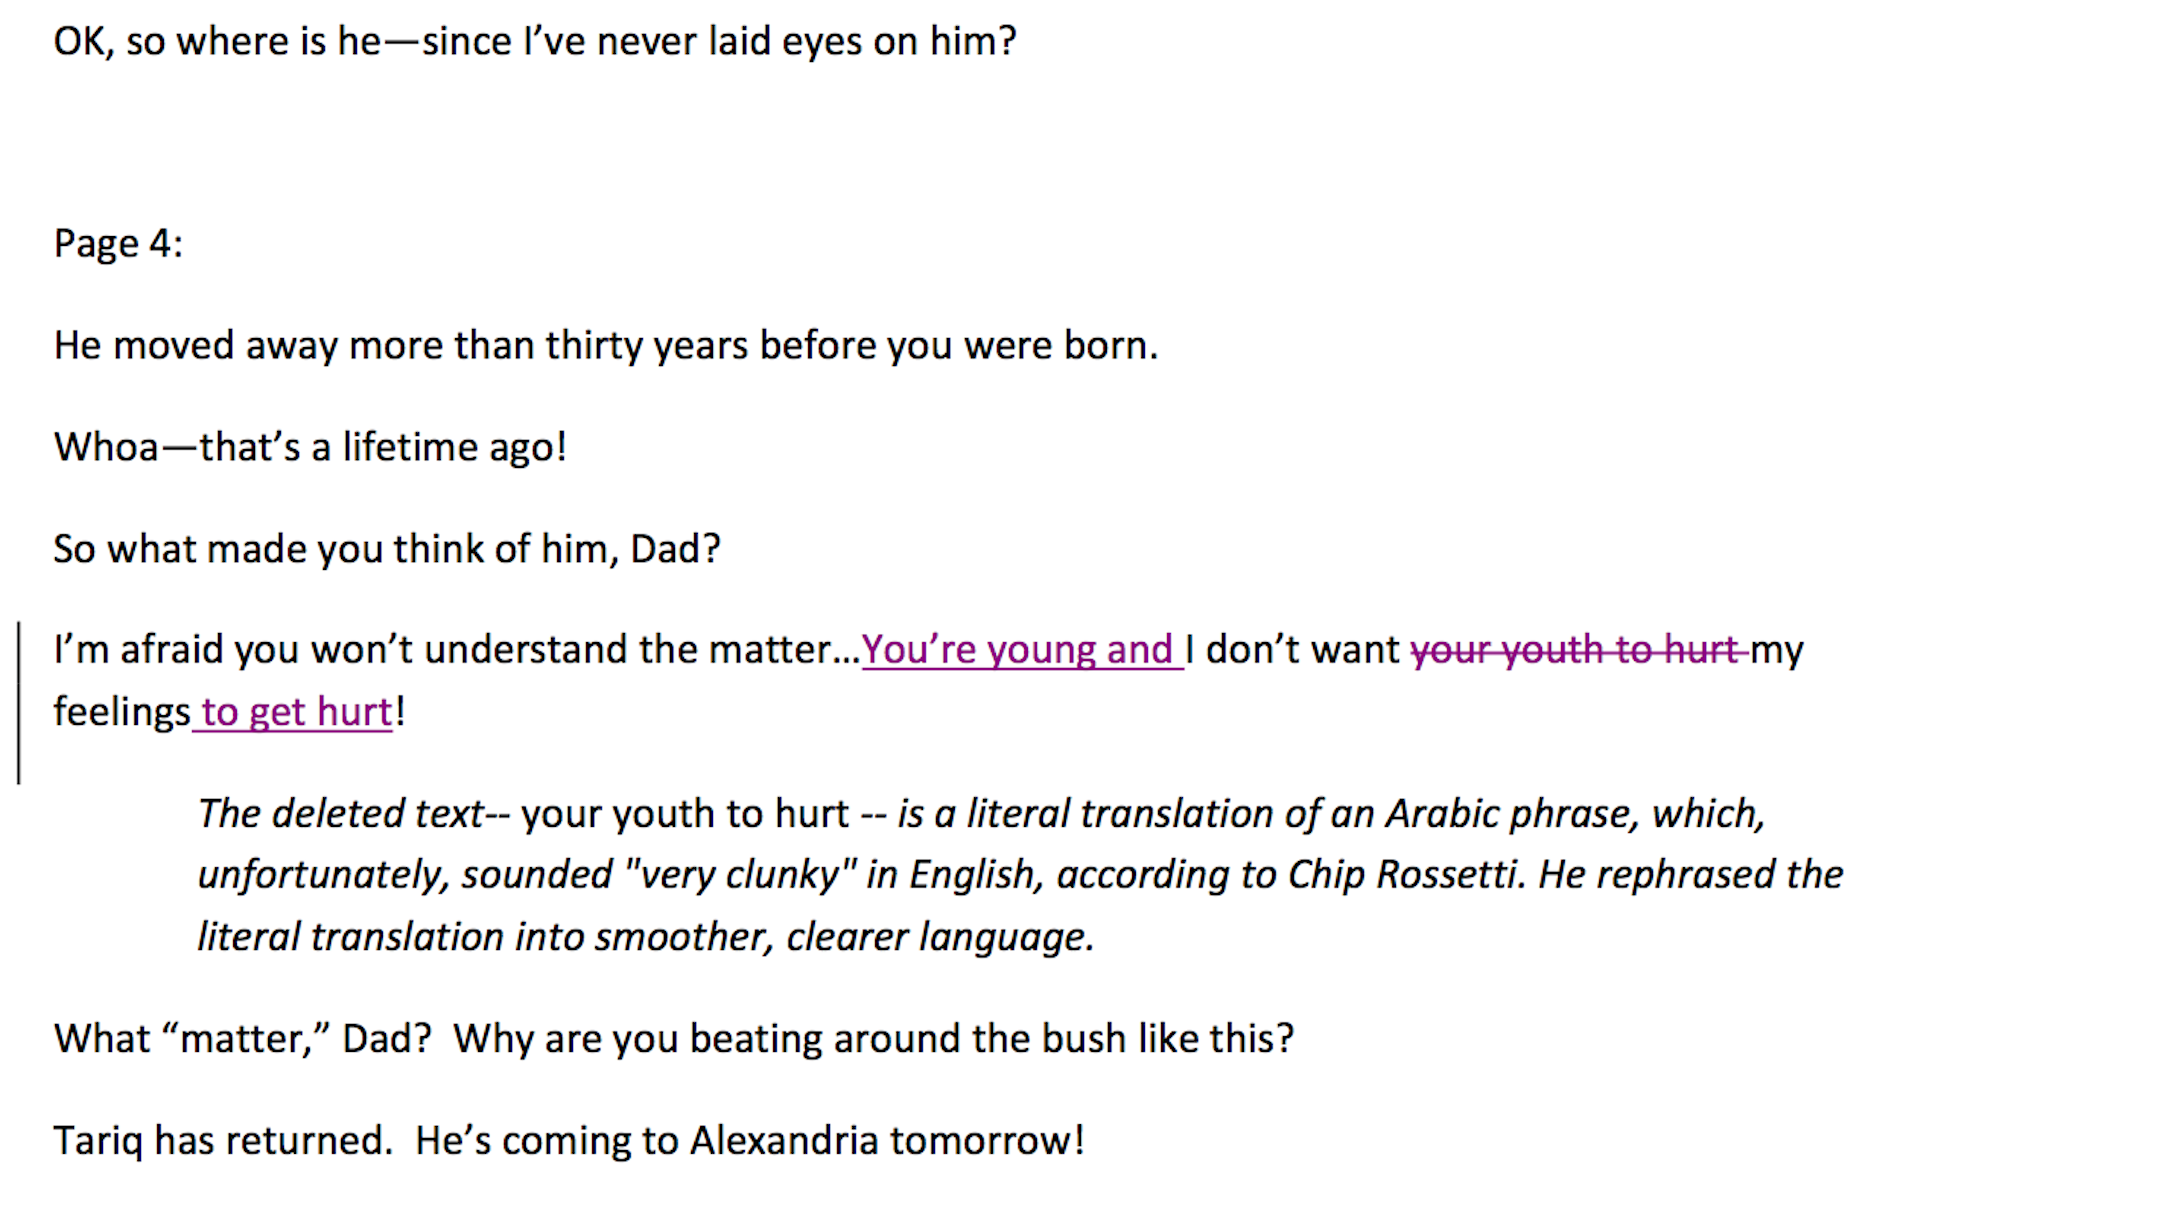 OK, so where is he—since I’ve never laid eyes on him?
Page 4:
He moved away more than thirty years before you were born.
Whoa—that’s a lifetime ago!
So what made you think of him, Dad?
I’m afraid you won’t understand the matter…You’re young and I don’t want your youth to hurt my
feelings to get hurt!
The deleted text-- your youth to hurt -- is a literal translation of an Arabic phrase, which,
unfortunately, sounded "very clunky" in English, according to Chip Rossetti. He rephrased the
literal translation into smoother, clearer language.
What “matter,” Dad?  Why are you beating around the bush like this?
Tariq has returned.  He’s coming to Alexandria tomorrow!